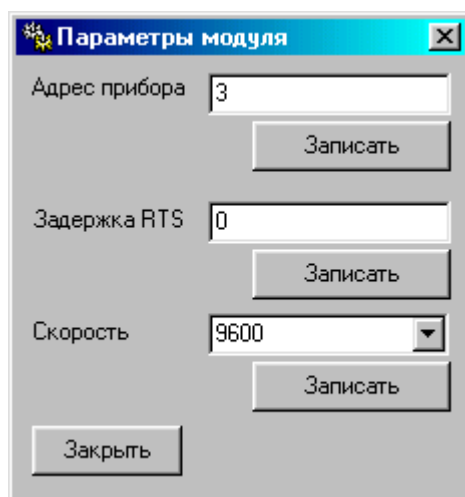 Параметры модуля
Адрес прибора 3
Записать
Задержка RTS 0
Записать
Скорость 9600
Записать
Закрыть